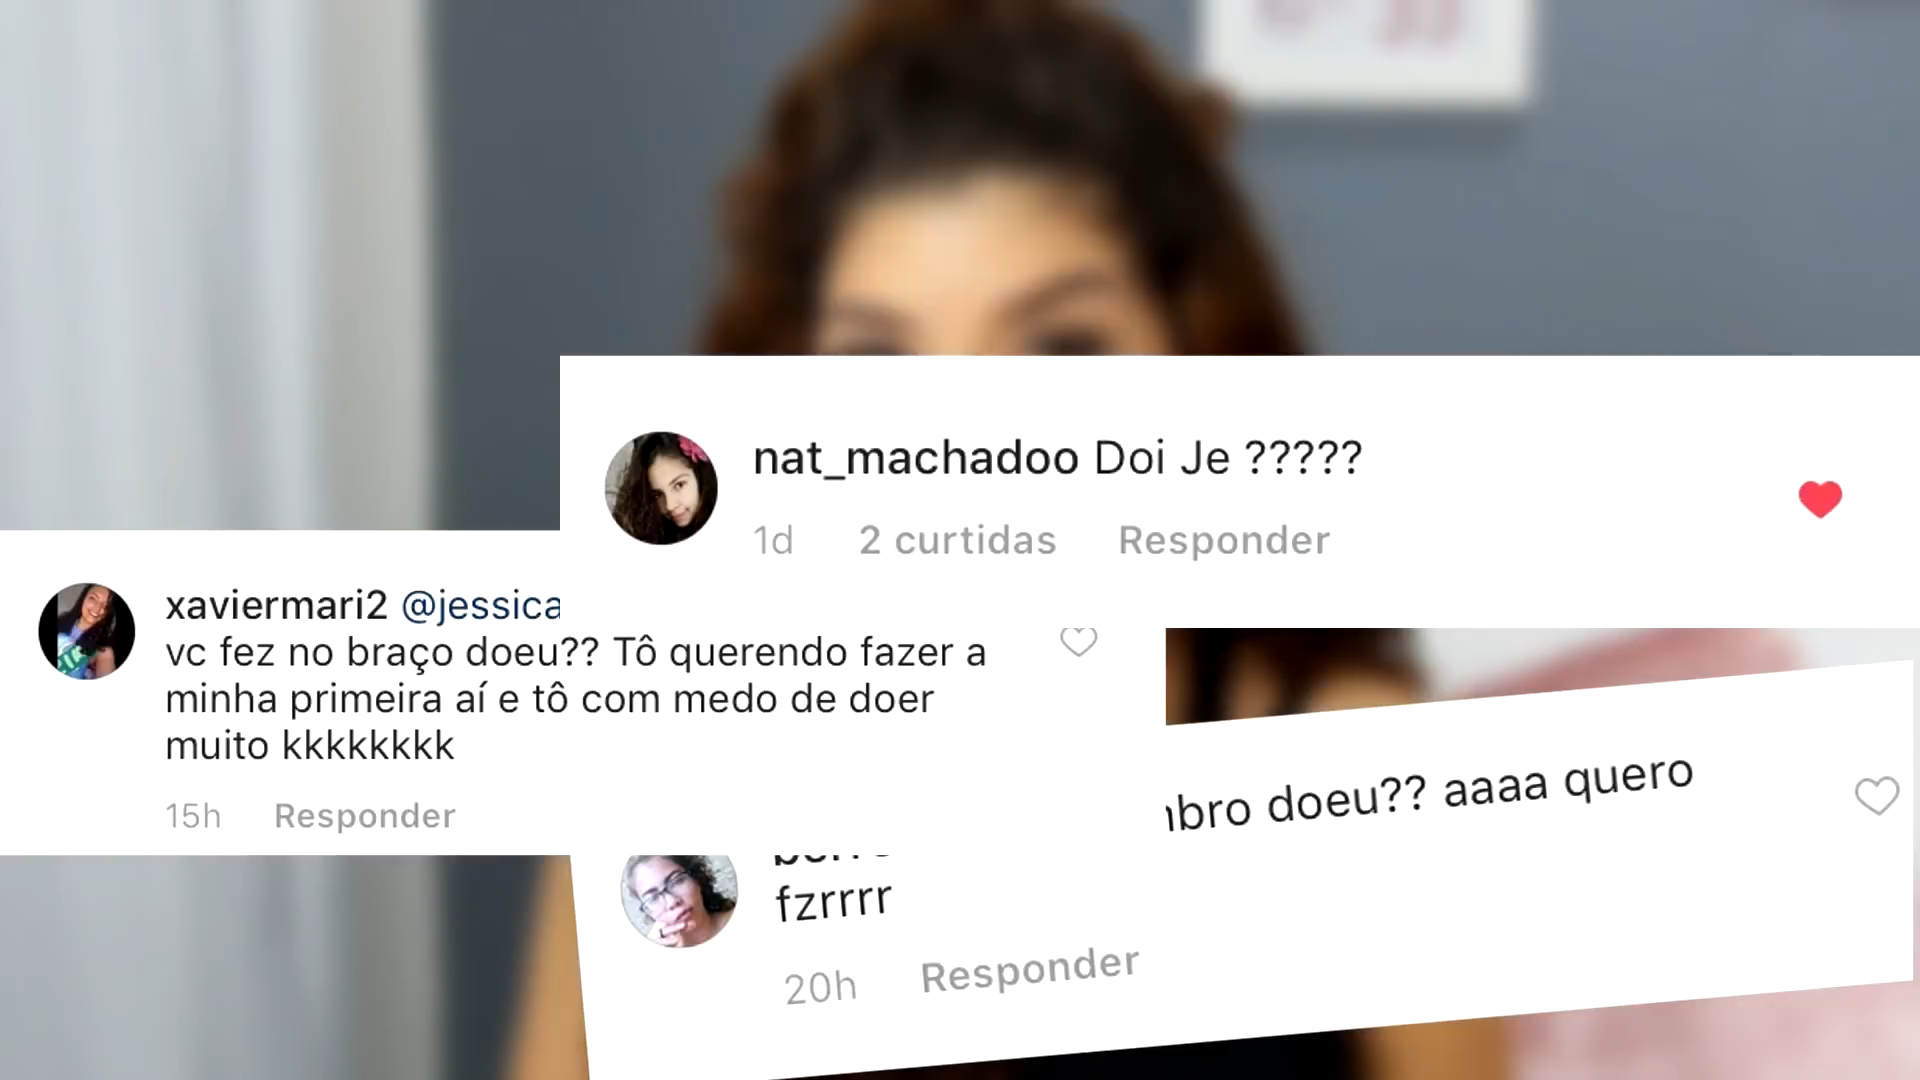 nat_machadoo Doi Je ?????
1d 2 curtidas Responder
xaviermari2 @jessica
vc fez no braço doeu?? Tô querendo fazer a
minha primeira aí e tô com medo de doer
muito kkkkkkkk
15h Responder
doeu?? aaaa quero
fzrrrr
20h Responder